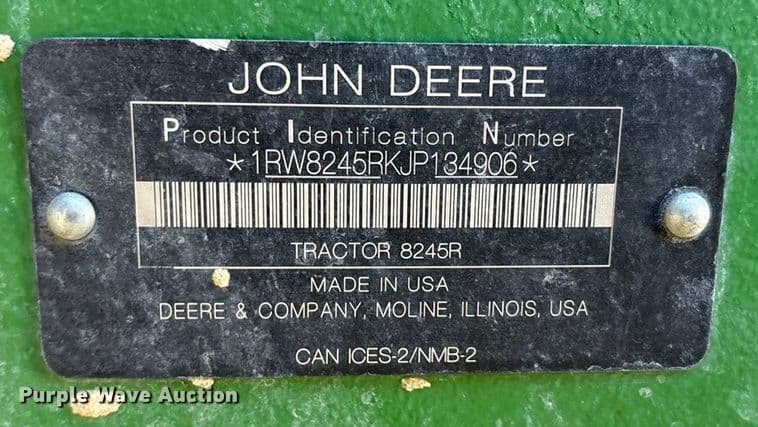 JOHN DEERE
Product Identification Number
*1RW8245RKJP134906*
TRACTOR 8245R
MADE IN USA
DEERE & COMPANY, MOLINE, ILLINOIS, USA
CAN ICES-2/NMB-2
Purple Wave Auction